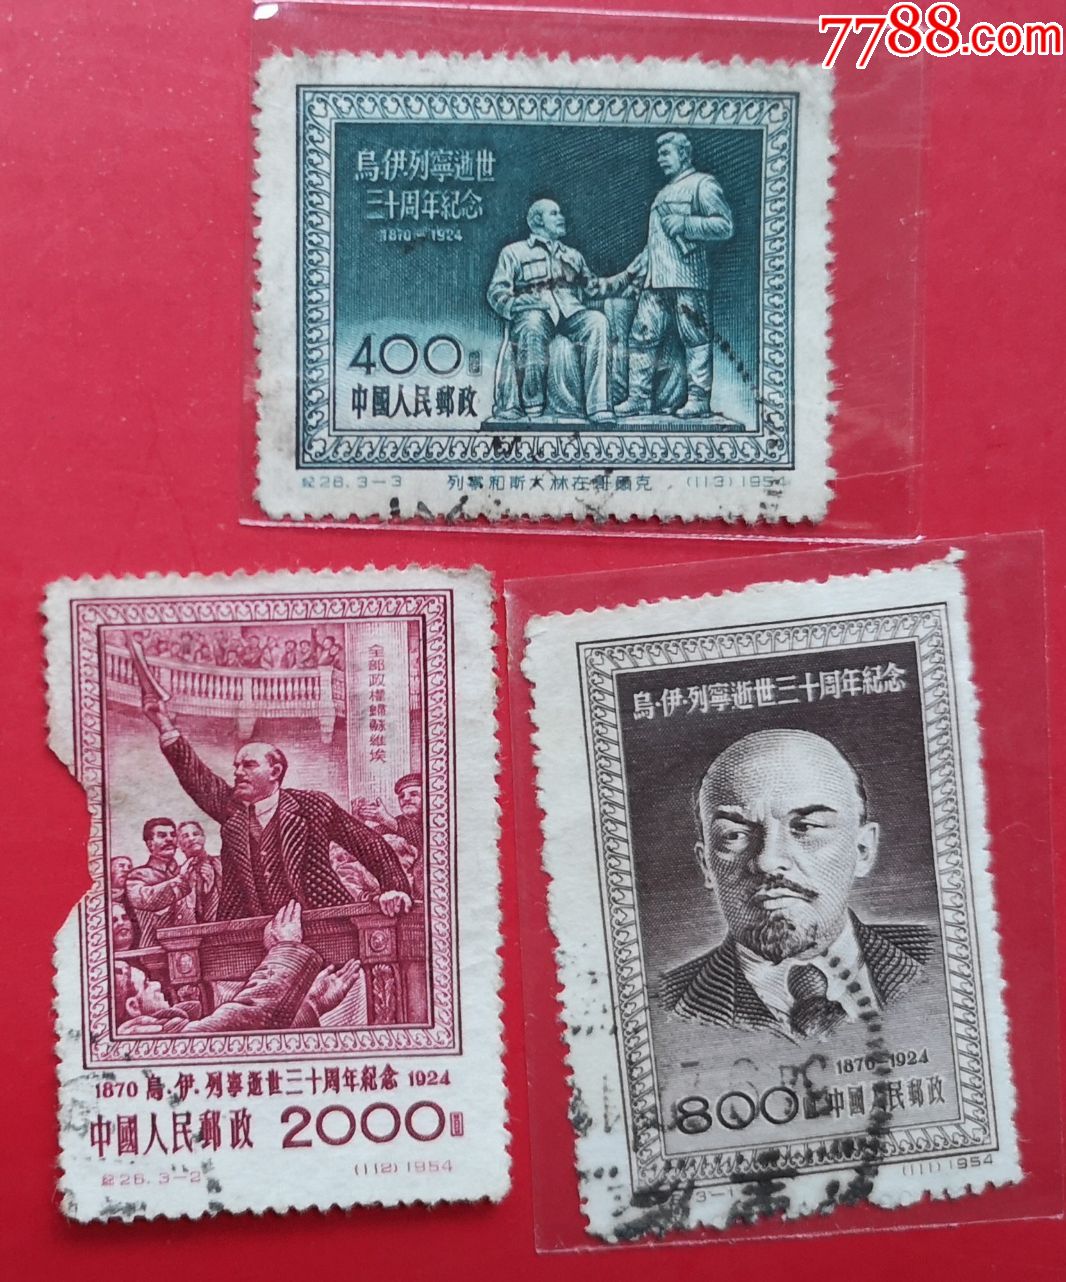 7788.com
烏·伊·列寧逝世
三十周年紀念
1870-1924
400圓
中國人民郵政
紀26.3-3 列寧和斯大林在哥爾克 (113) 1954
全部政權歸蘇維埃
1870 烏·伊·列寧逝世三十周年紀念 1924
中國人民郵政 2000圓
紀26.3-2 (112) 1954
烏·伊·列寧逝世三十周年紀念
1870-1924
800圓 中國人民郵政
3-1 (111) 1954